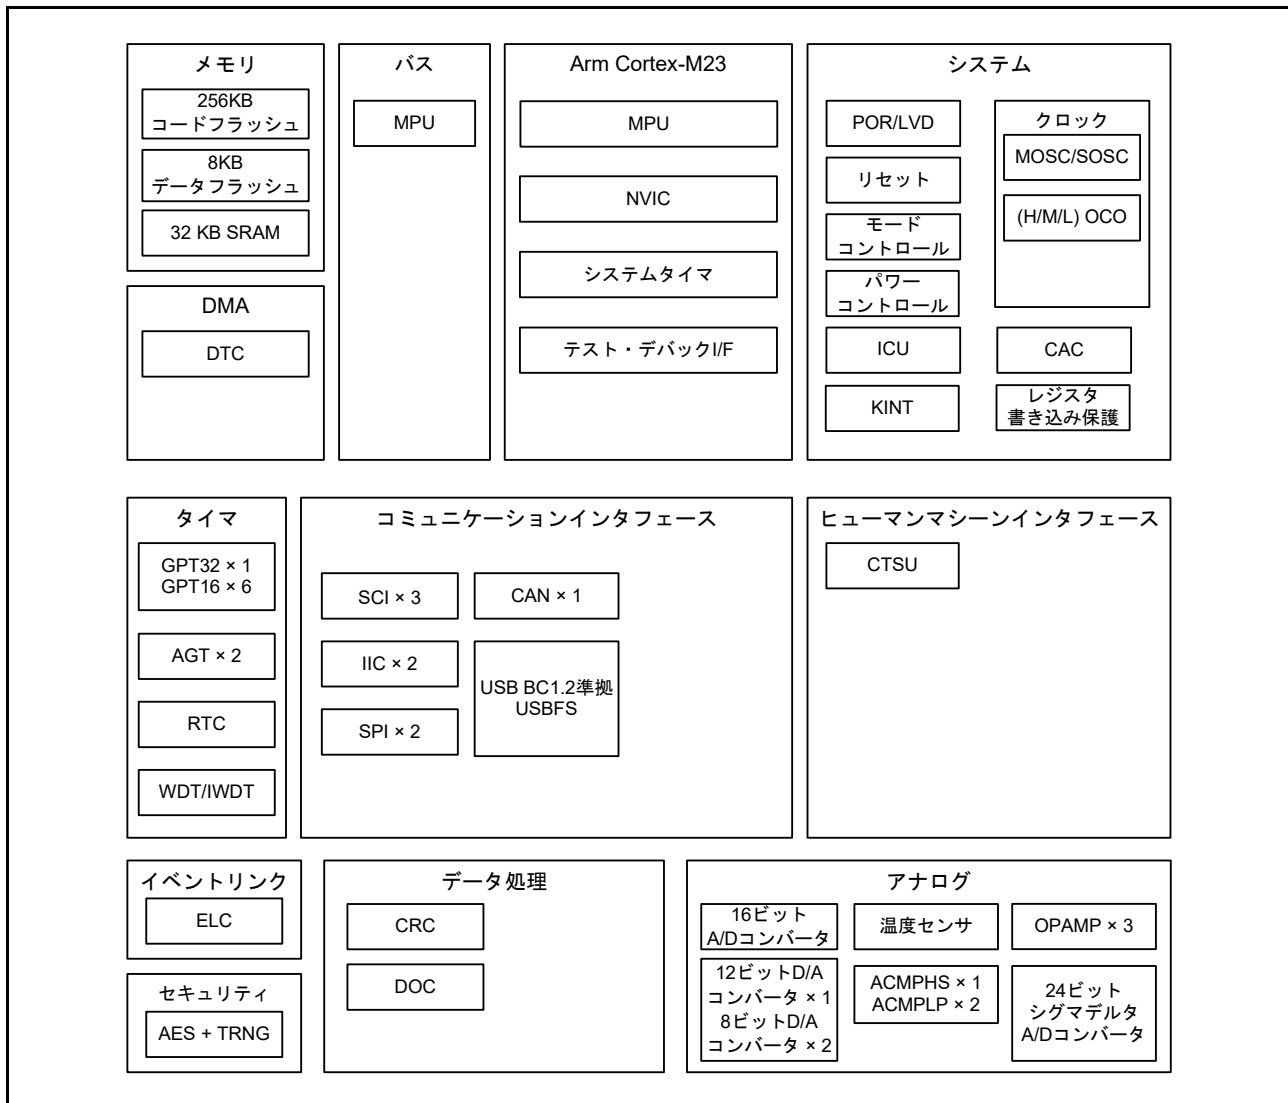 メモリ
256KB
コードフラッシュ
8KB
データフラッシュ
32 KB SRAM
DMA
DTC
バス
MPU
Arm Cortex-M23
MPU
NVIC
システムタイマ
テスト・デバックI/F
システム
POR/LVD
リセット
モード
コントロール
パワー
コントロール
ICU
KINT
クロック
MOSC/SOSC
(H/M/L) OCO
CAC
レジスタ
書き込み保護
タイマ
GPT32 × 1
GPT16 × 6
AGT × 2
RTC
WDT/IWDT
コミュニケーションインタフェース
SCI × 3
IIC × 2
SPI × 2
CAN × 1
USB BC1.2準拠
USBFS
ヒューマンマシーンインタフェース
CTSU
イベントリンク
ELC
セキュリティ
AES + TRNG
データ処理
CRC
DOC
アナログ
16ビット
A/Dコンバータ
12ビットD/A
コンバータ × 1
8ビットD/A
コンバータ × 2
温度センサ
ACMPHS × 1
ACMPLP × 2
OPAMP × 3
24ビット
シグマデルタ
A/Dコンバータ